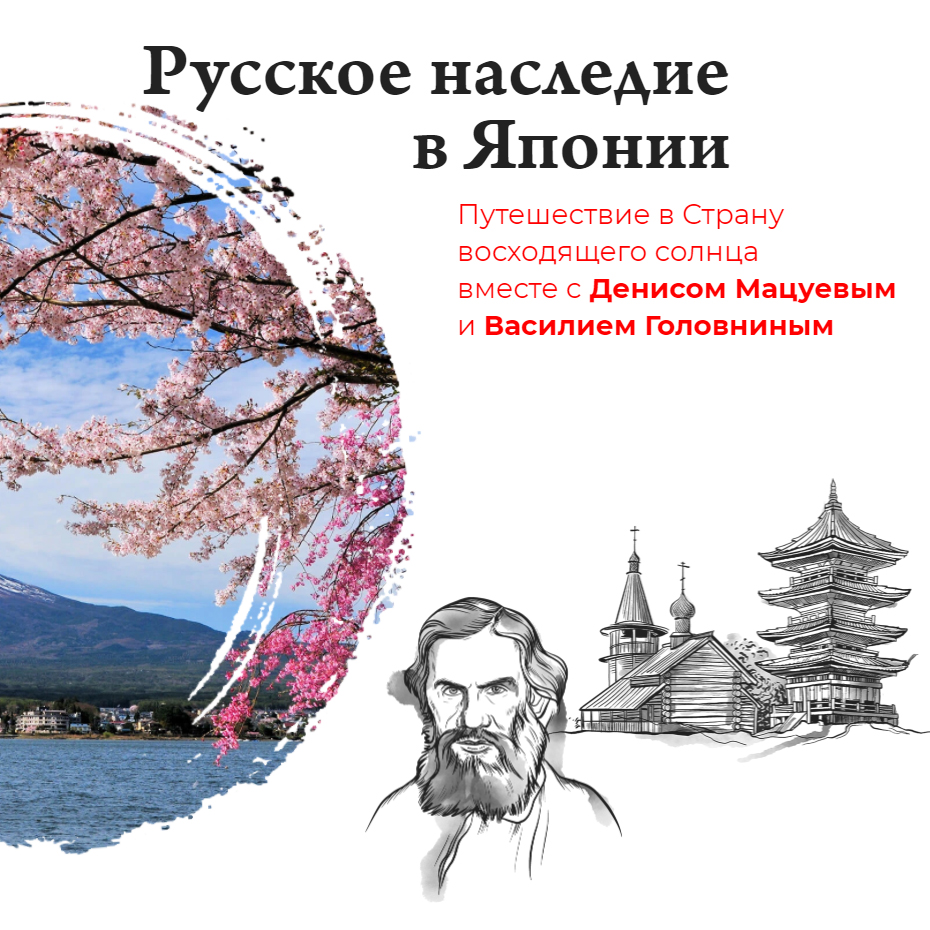 Русское наследие
в Японии
Путешествие в Страну
восходящего солнца
вместе с Денисом Мацуевым
и Василием Головниным